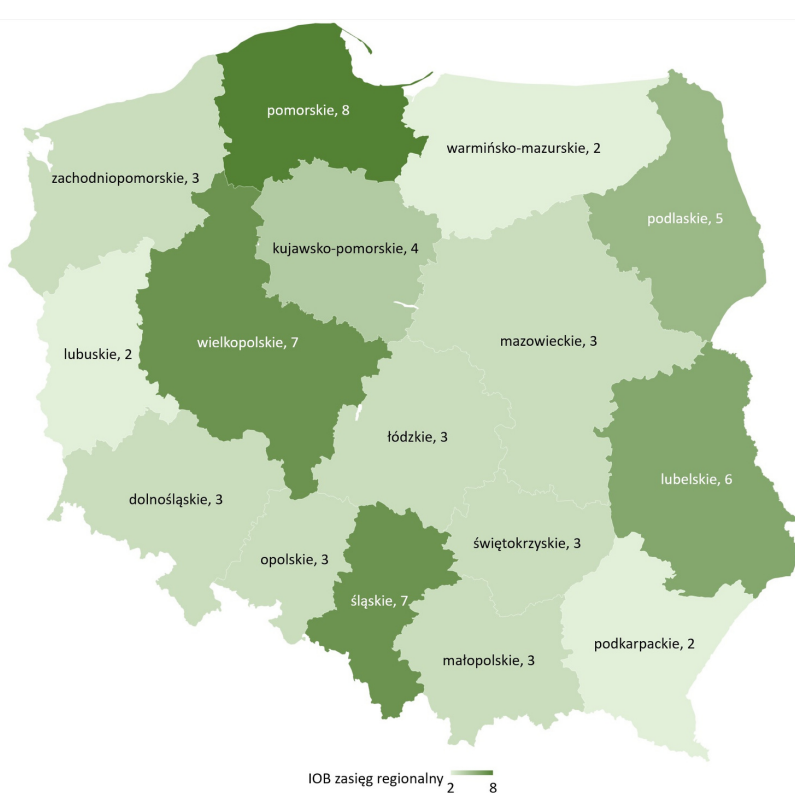 pomorskie, 8
warmińsko-mazurskie, 2
zachodniopomorskie, 3
podlaskie, 5
kujawsko-pomorskie, 4
wielkopolskie, 7
mazowieckie, 3
lubuskie, 2
łódzkie, 3
lubelskie, 6
dolnośląskie, 3
świętokrzyskie, 3
opolskie, 3
śląskie, 7
podkarpackie, 2
małopolskie, 3
IOB zasięg regionalny
2 8